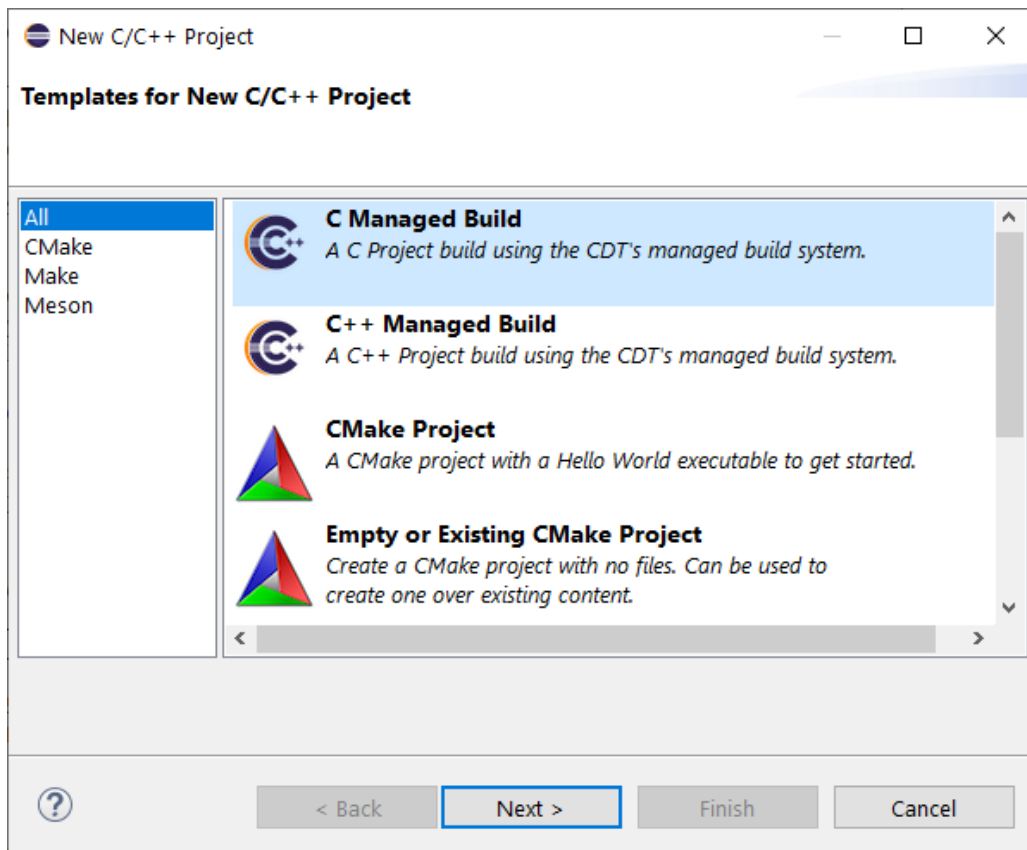 New C/C++ Project
Templates for New C/C++ Project
All
CMake
Make
Meson
C Managed Build
A C Project build using the CDT's managed build system.
C++ Managed Build
A C++ Project build using the CDT's managed build system.
CMake Project
A CMake project with a Hello World executable to get started.
Empty or Existing CMake Project
Create a CMake project with no files. Can be used to
create one over existing content.
< Back
Next >
Finish
Cancel